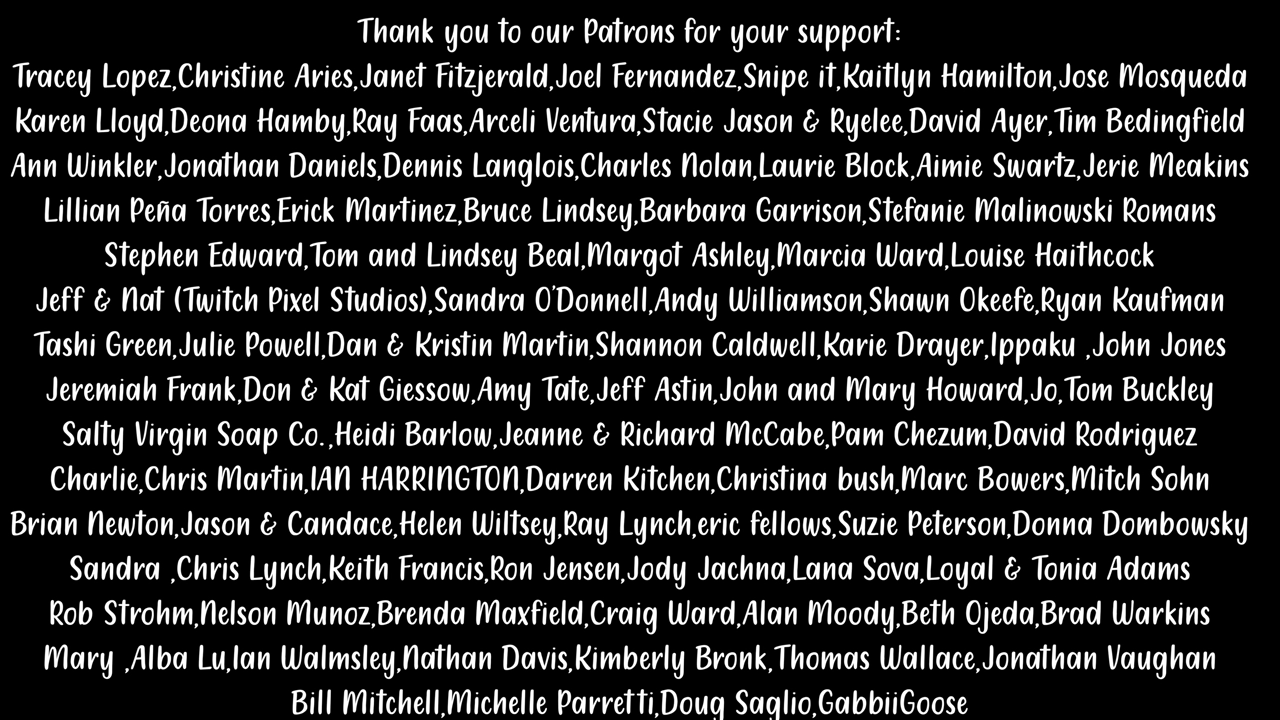 Thank you to our Patrons for your support:
Tracey Lopez,Christine Aries,Janet Fitzjerald,Joel Fernandez,Snipe it,Kaitlyn Hamilton,Jose Mosqueda
Karen Lloyd,Deona Hamby,Ray Faas,Arceli Ventura,Stacie Jason & Ryelee,David Ayer,Tim Bedingfield
Ann Winkler,Jonathan Daniels,Dennis Langlois,Charles Nolan,Laurie Block,Aimie Swartz,Jerie Meakins
Lillian Peña Torres,Erick Martinez,Bruce Lindsey,Barbara Garrison,Stefanie Malinowski Romans
Stephen Edward,Tom and Lindsey Beal,Margot Ashley,Marcia Ward,Louise Haithcock
Jeff & Nat (Twitch Pixel Studios),Sandra O'Donnell,Andy Williamson,Shawn Okeefe,Ryan Kaufman
Tashi Green,Julie Powell,Dan & Kristin Martin,Shannon Caldwell,Karie Drayer,Ippaku ,John Jones
Jeremiah Frank,Don & Kat Giessow,Amy Tate,Jeff Astin,John and Mary Howard,Jo,Tom Buckley
Salty Virgin Soap Co.,Heidi Barlow,Jeanne & Richard McCabe,Pam Chezum,David Rodriguez
Charlie,Chris Martin,IAN HARRINGTON,Darren Kitchen,Christina bush,Marc Bowers,Mitch Sohn
Brian Newton,Jason & Candace,Helen Wiltsey,Ray Lynch,eric fellows,Suzie Peterson,Donna Dombowsky
Sandra ,Chris Lynch,Keith Francis,Ron Jensen,Jody Jachna,Lana Sova,Loyal & Tonia Adams
Rob Strohm,Nelson Munoz,Brenda Maxfield,Craig Ward,Alan Moody,Beth Ojeda,Brad Warkins
Mary ,Alba Lu,Ian Walmsley,Nathan Davis,Kimberly Bronk,Thomas Wallace,Jonathan Vaughan
Bill Mitchell,Michelle Parretti,Doug Saglio,GabbiiGoose